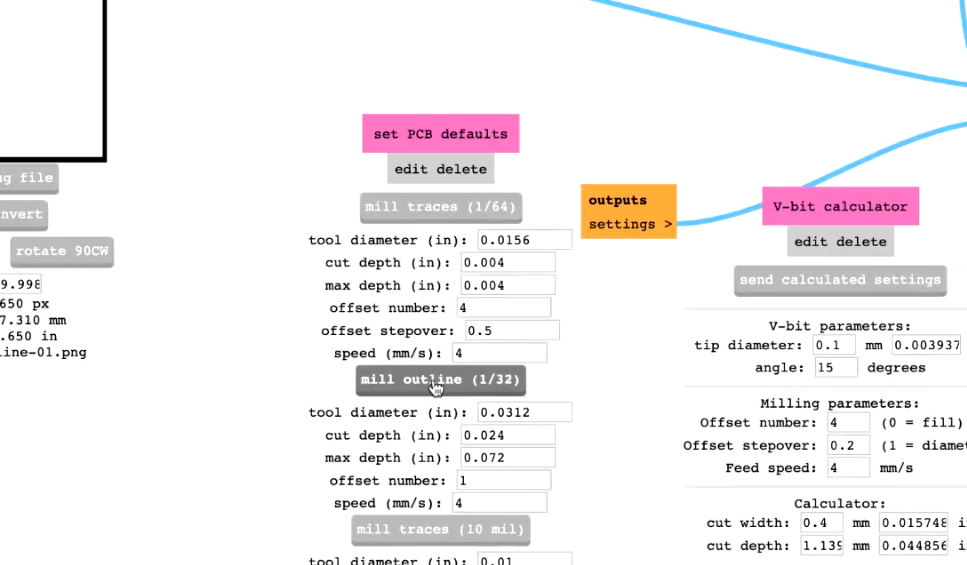 set PCB defaults
edit delete
mill traces (1/64)
tool diameter (in): 0.0156
cut depth (in): 0.004
max depth (in): 0.004
offset number: 4
offset stepover: 0.5
speed (mm/s): 4
mill outline (1/32)
tool diameter (in): 0.0312
cut depth (in): 0.024
max depth (in): 0.072
offset number: 1
speed (mm/s): 4
mill traces (10 mil)
tool diameter (in): 0.01
outputs
settings >
V-bit calculator
edit delete
send calculated settings
V-bit parameters:
tip diameter: 0.1 mm 0.003937
angle: 15 degrees
Milling parameters:
Offset number: 4 (0 = fill)
Offset stepover: 0.2 (1 = diame
Feed speed: 4 mm/s
Calculator:
cut width: 0.4 mm 0.015748 i
cut depth: 1.139 mm 0.044856 i
ng file
nvert
rotate 90CW
9.998
650 px
7.310 mm
.650 in
line-01.png